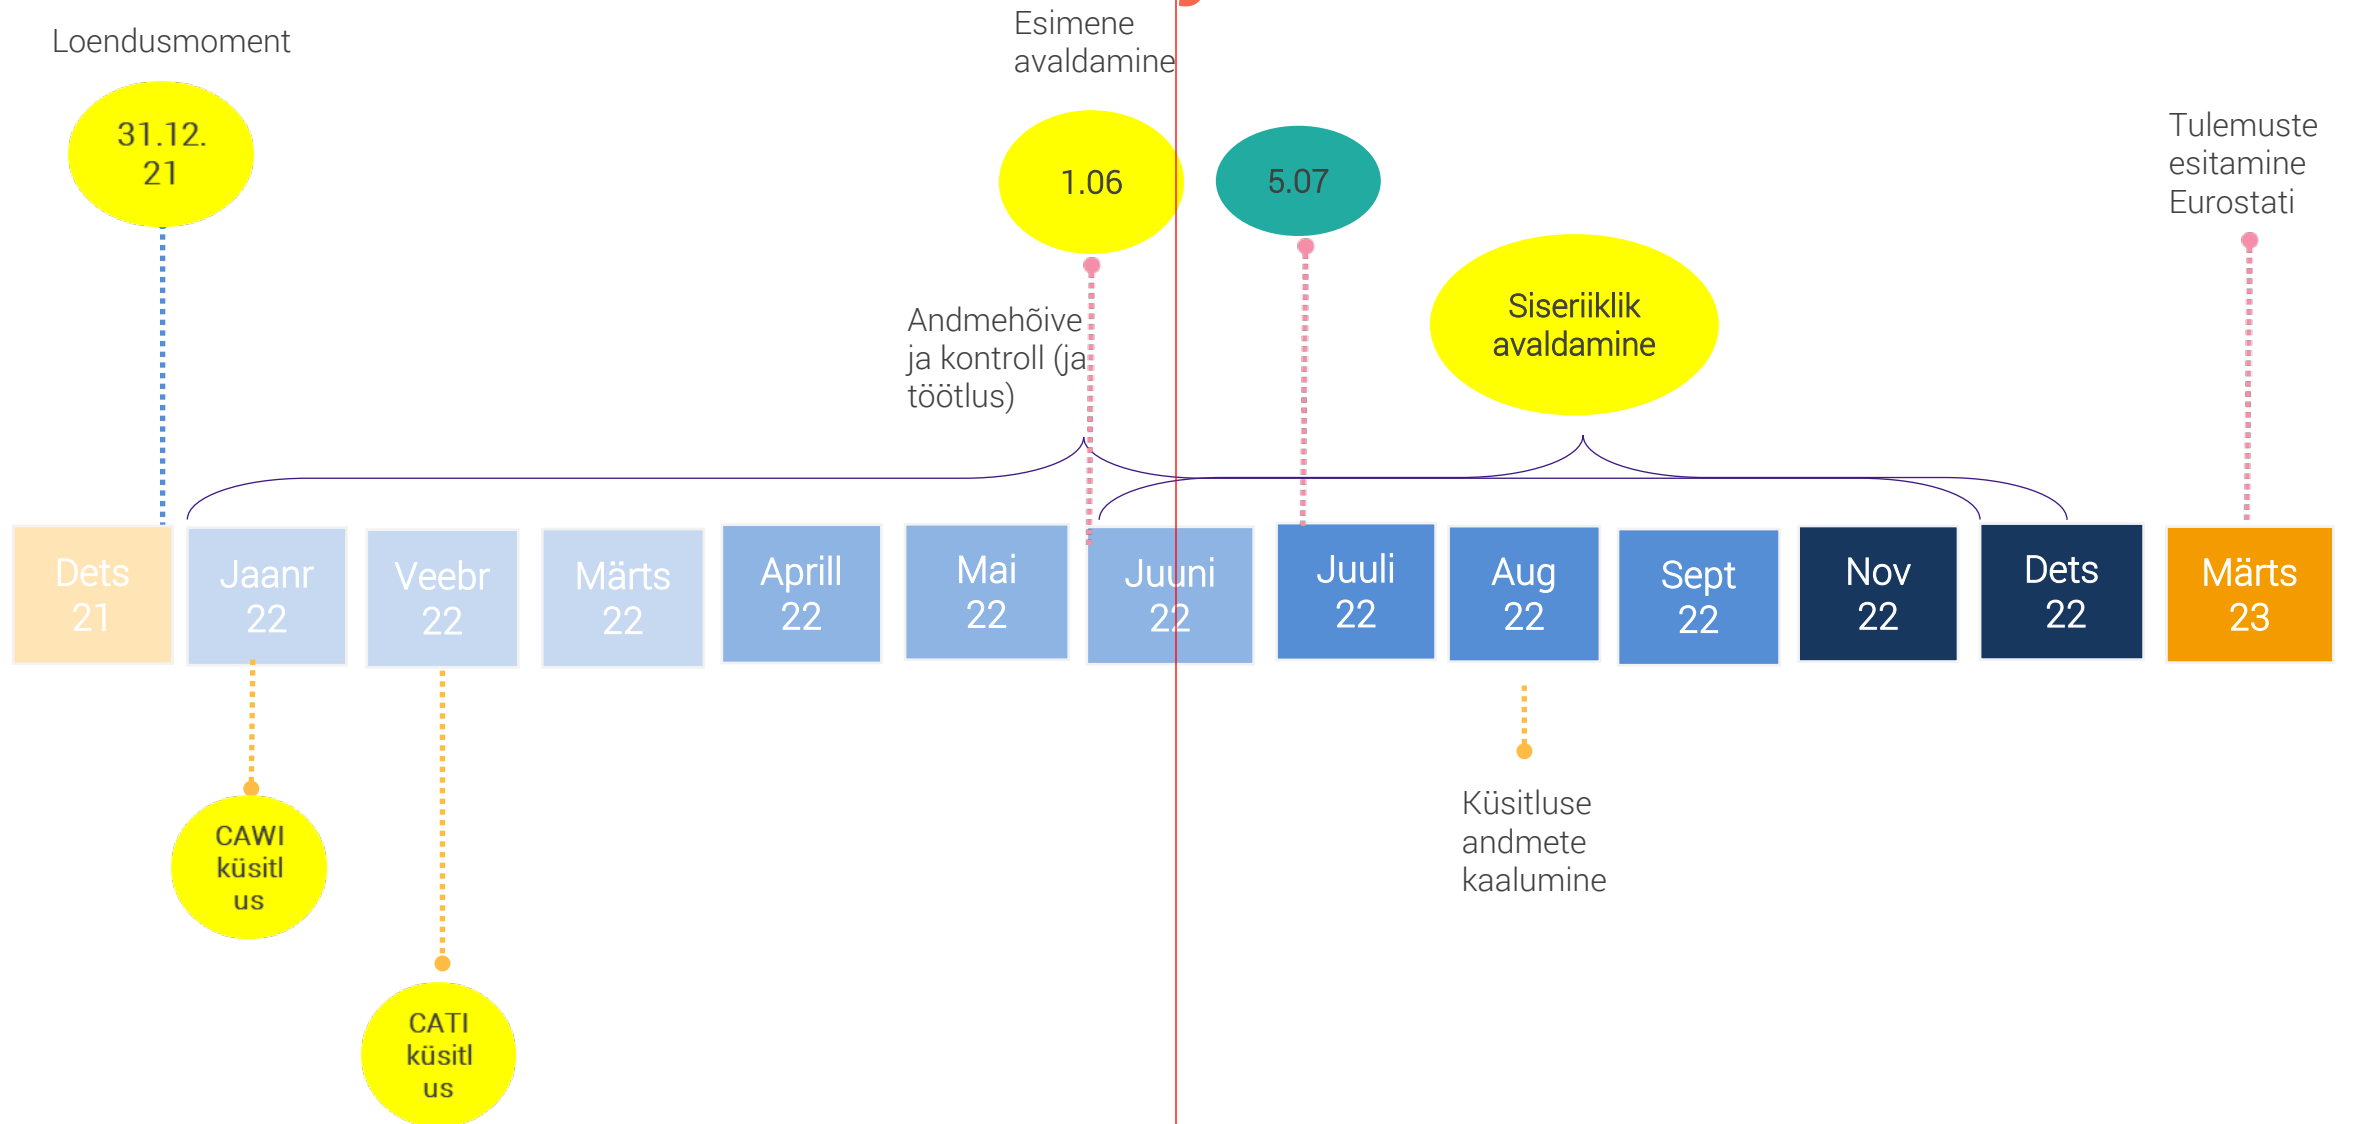 Loendusmoment
31.12.
21
Esimene
avaldamine
1.06
5.07
Tulemuste
esitamine
Eurostati
Andmehõive
ja kontroll (ja
töötlus)
Siseriiklik
avaldamine
Dets
21
Jaanr
22
Veebr
22
Märts
22
Aprill
22
Mai
22
Juuni
22
Juuli
22
Aug
22
Sept
22
Nov
22
Dets
22
Märts
23
CAWI
küsitl
us
CATI
küsitl
us
Küsitluse
andmete
kaalumine